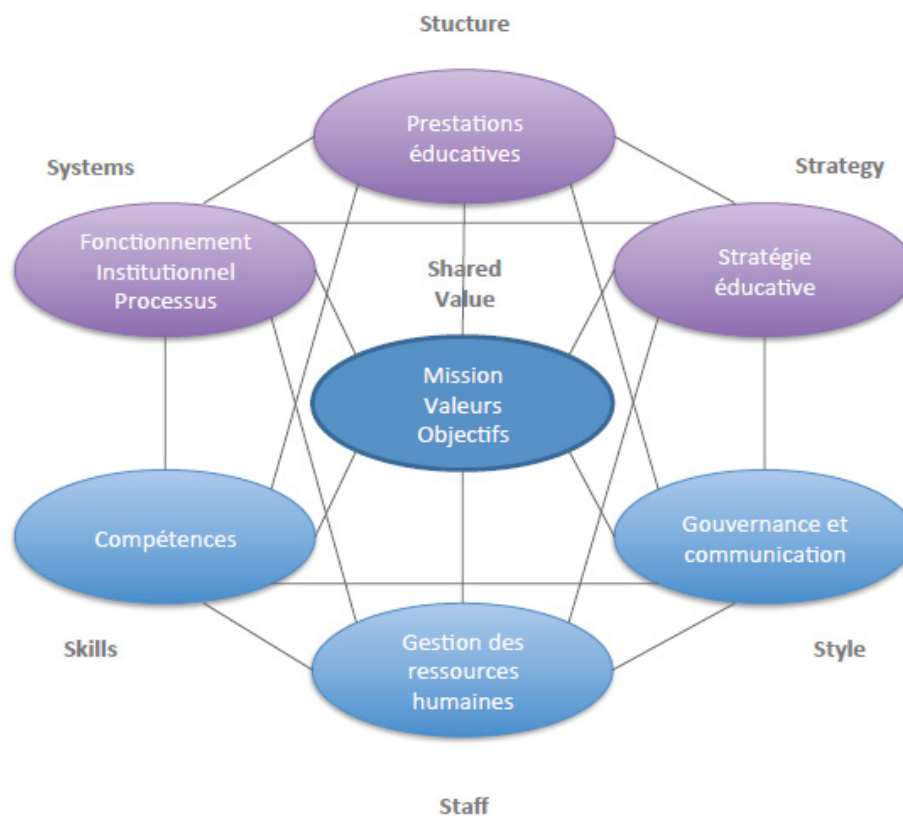 Stucture
Prestations
éducatives
Systems
Strategy
Fonctionnement
Institutionnel
Processus
Stratégie
éducative
Shared
Value
Mission
Valeurs
Objectifs
Compétences
Gouvernance et
communication
Skills
Style
Gestion des
ressources
humaines
Staff